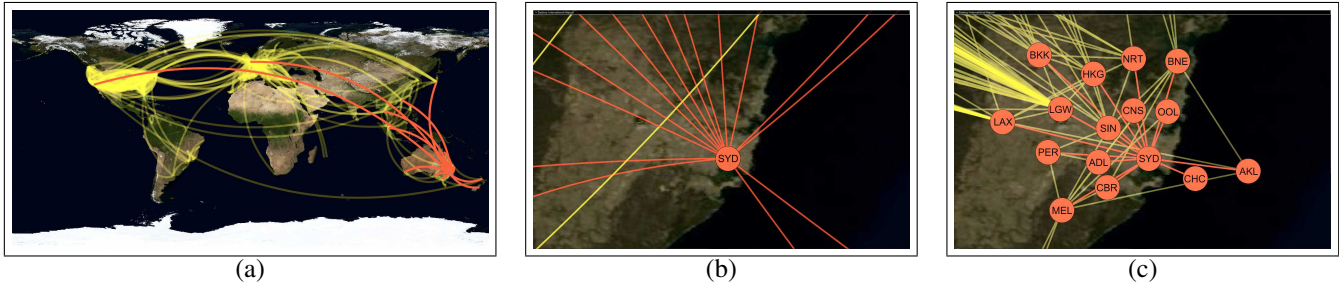 SYD
BKK
NRT
BNE
HKG
LGW
CNS
OOL
LAX
SIN
PER
ADL
SYD
AKL
CHC
CBR
MEL
(a) (b) (c)